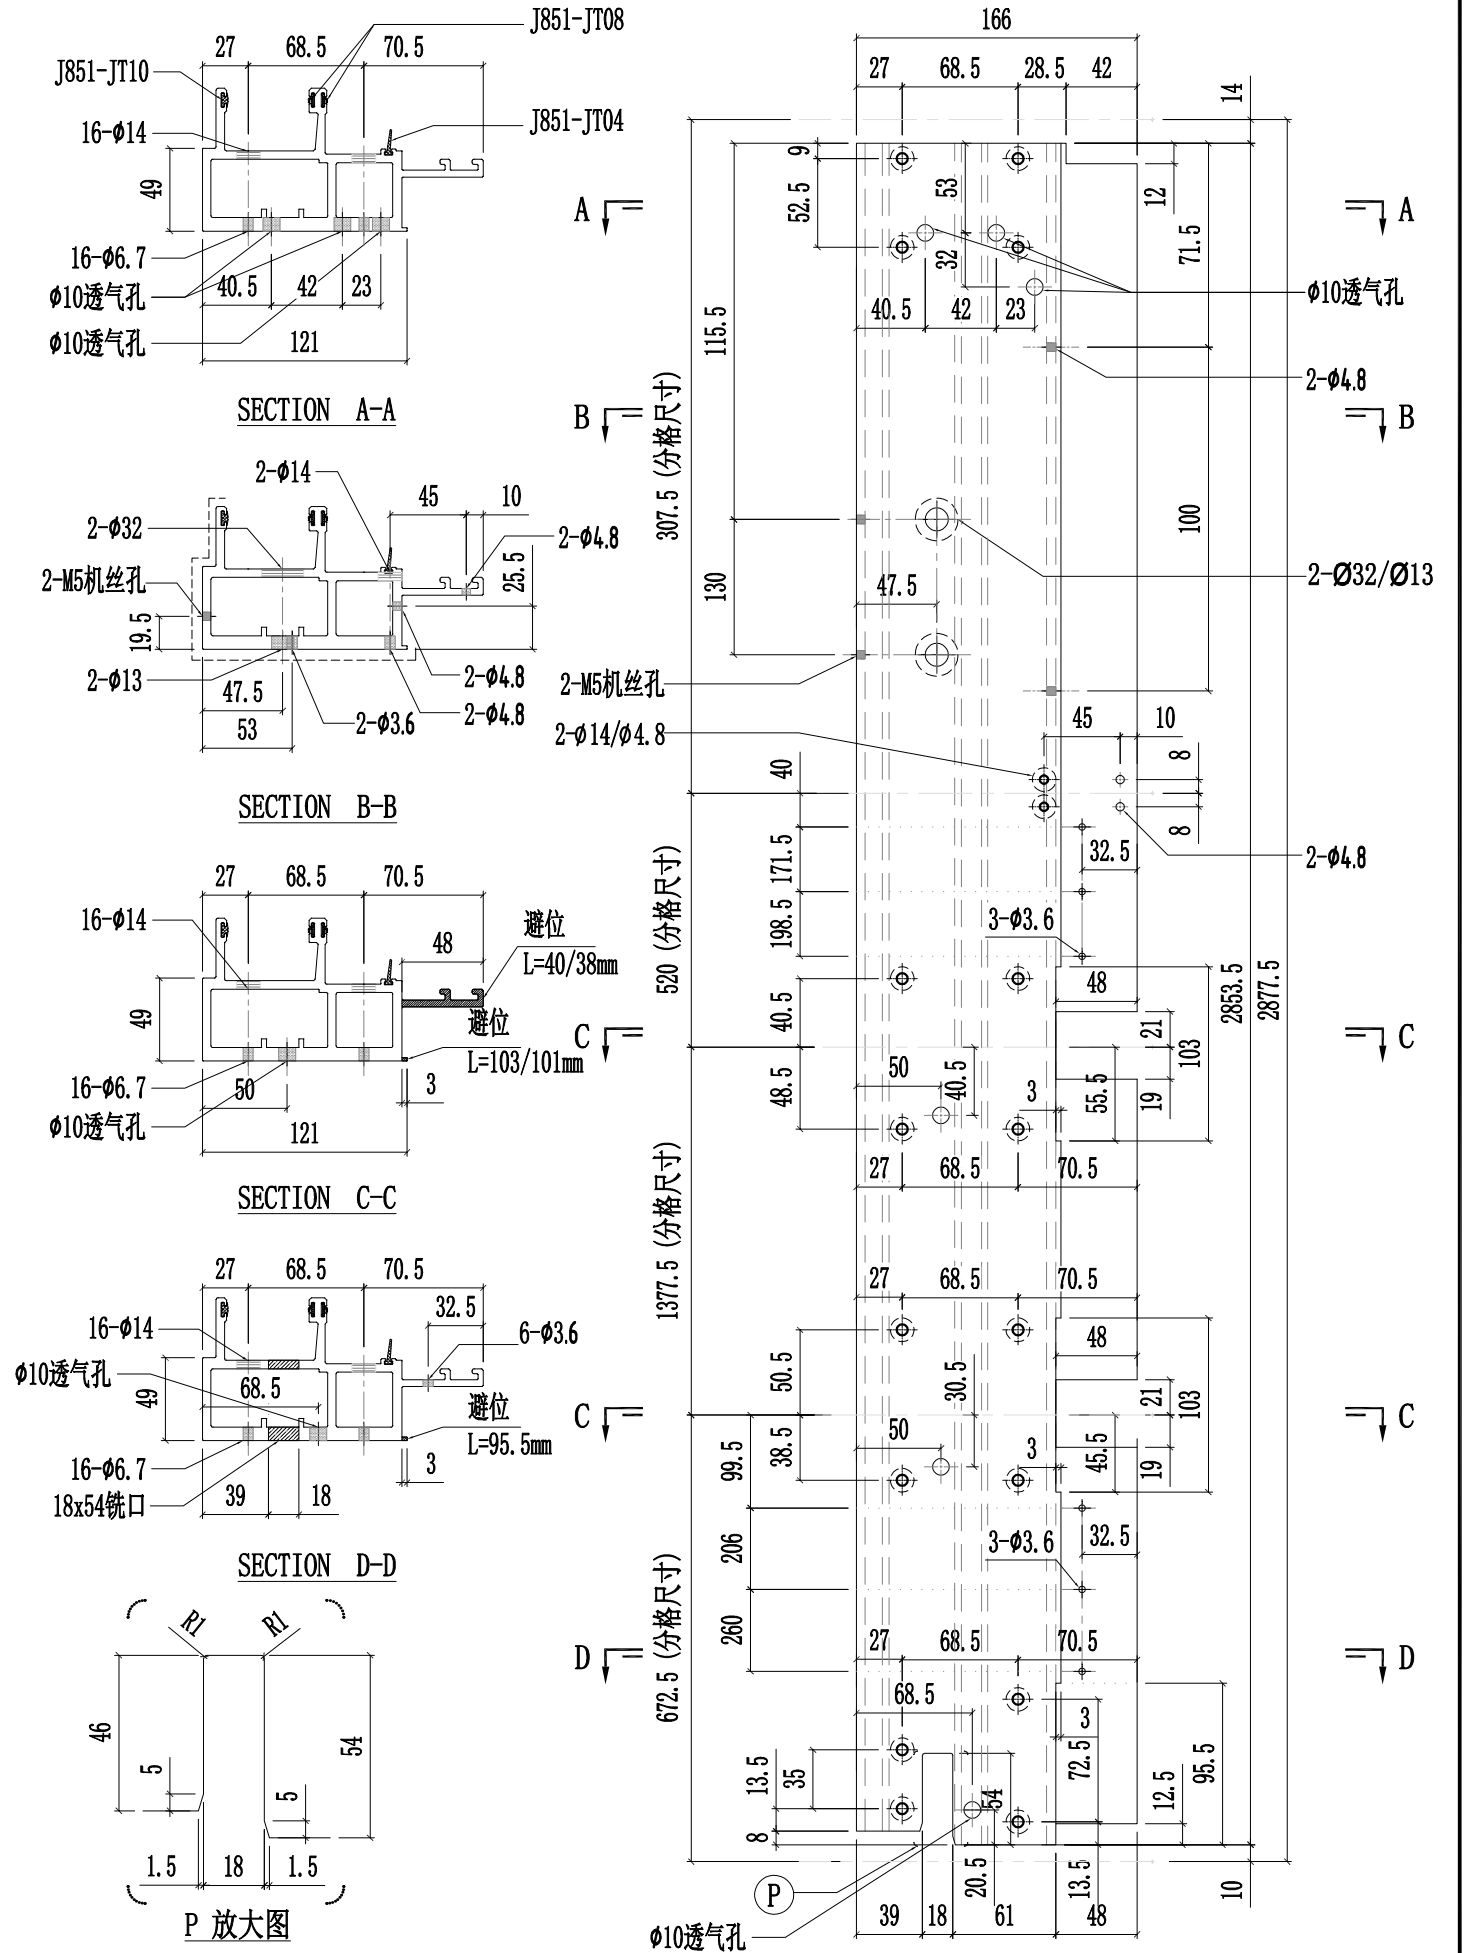 J851-JT08
27
68.5
70.5
J851-JT10
16-ϕ14
J851-JT04
49
16-ϕ6.7
ϕ10透气孔
40.5
42
23
ϕ10透气孔
121
SECTION A-A
2-ϕ14
45
10
2-ϕ32
2-ϕ4.8
25.5
2-M5机丝孔
19.5
2-ϕ13
2-ϕ4.8
47.5
2-ϕ4.8
2-ϕ3.6
53
SECTION B-B
27
68.5
70.5
16-ϕ14
避位
48
L=40/38mm
49
避位
L=103/101mm
16-ϕ6.7
50
3
ϕ10透气孔
121
SECTION C-C
27
68.5
70.5
32.5
16-ϕ14
6-ϕ3.6
ϕ10透气孔
68.5
49
避位
L=95.5mm
16-ϕ6.7
3
18x54铣口
39
18
SECTION D-D
R1
R1
46
54
5
5
1.5
18
1.5
P 放大图
166
27
68.5
28.5
42
14
9
53
12
52.5
A
A
71.5
32
ϕ10透气孔
40.5
42
23
115.5
2-ϕ4.8
307.5 (分格尺寸)
B
B
100
130
47.5
2-Ø32/Ø13
2-M5机丝孔
2-ϕ14/ϕ4.8
45
10
40
8
8
171.5
32.5
2-ϕ4.8
520 (分格尺寸)
198.5
3-ϕ3.6
2853.5
2877.5
48
40.5
C
C
21
103
50
40.5
48.5
3
55.5
19
27
68.5
70.5
1377.5 (分格尺寸)
27
68.5
70.5
48
50.5
30.5
21
103
C
C
50
99.5
38.5
3
45.5
19
206
3-ϕ3.6
32.5
672.5 (分格尺寸)
260
27
68.5
70.5
D
D
68.5
3
72.5
95.5
13.5
35
54
12.5
8
P
20.5
13.5
10
39
18
61
48
ϕ10透气孔